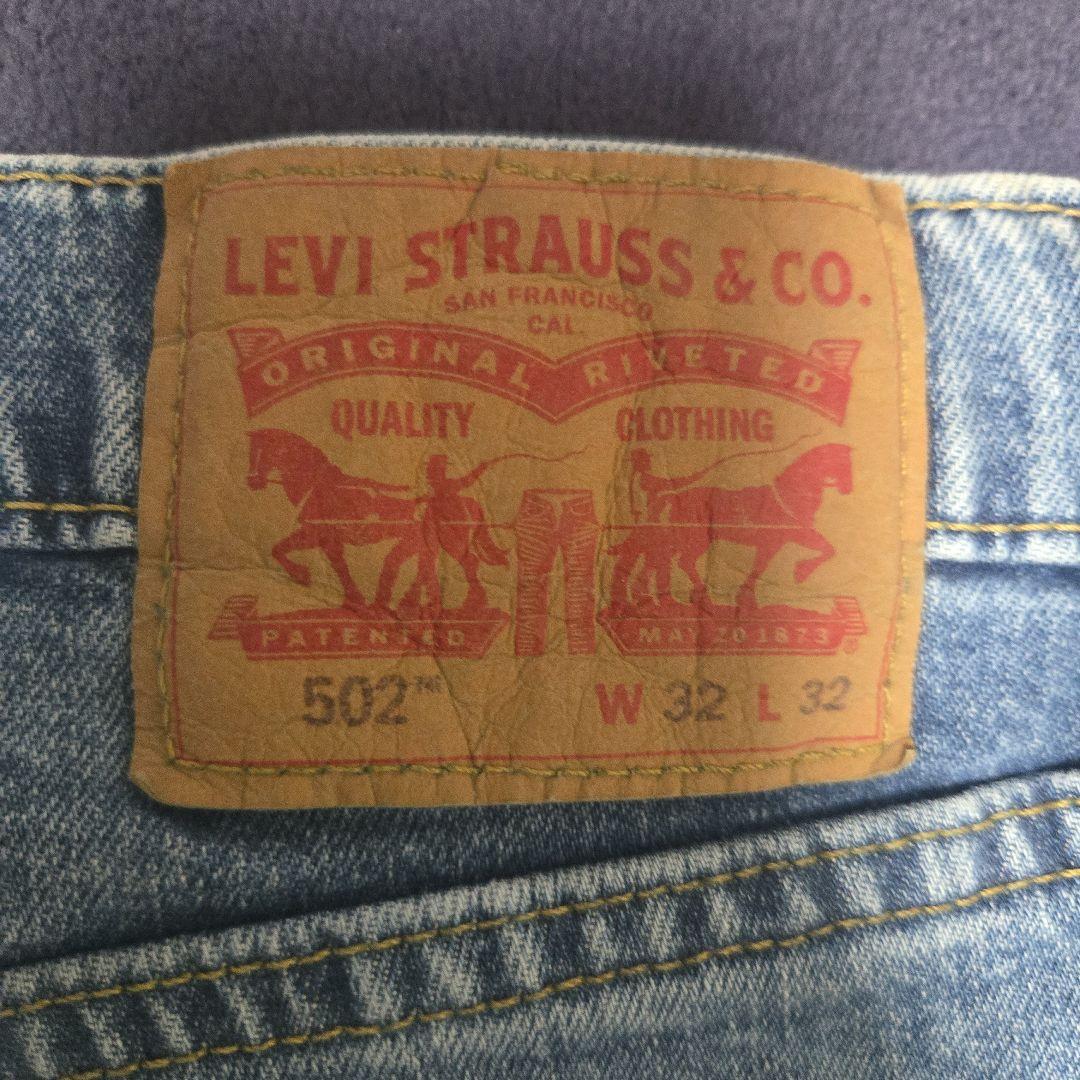 LEVI STRAUSS & CO.
SAN FRANCISCO
CAL.
ORIGINAL RIVETED
QUALITY CLOTHING
PATENTED MAY 20 1873 ®
502™ W 32 L 32